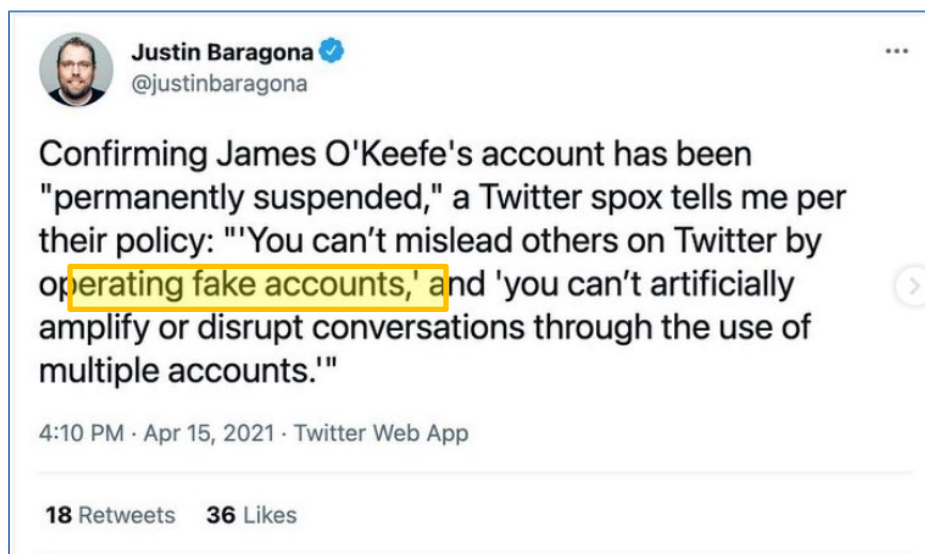 Justin Baragona
@justinbaragona
Confirming James O'Keefe's account has been
"permanently suspended," a Twitter spox tells me per
their policy: "'You can’t mislead others on Twitter by
operating fake accounts,' and 'you can’t artificially
amplify or disrupt conversations through the use of
multiple accounts.'"
4:10 PM · Apr 15, 2021 · Twitter Web App
18 Retweets 36 Likes